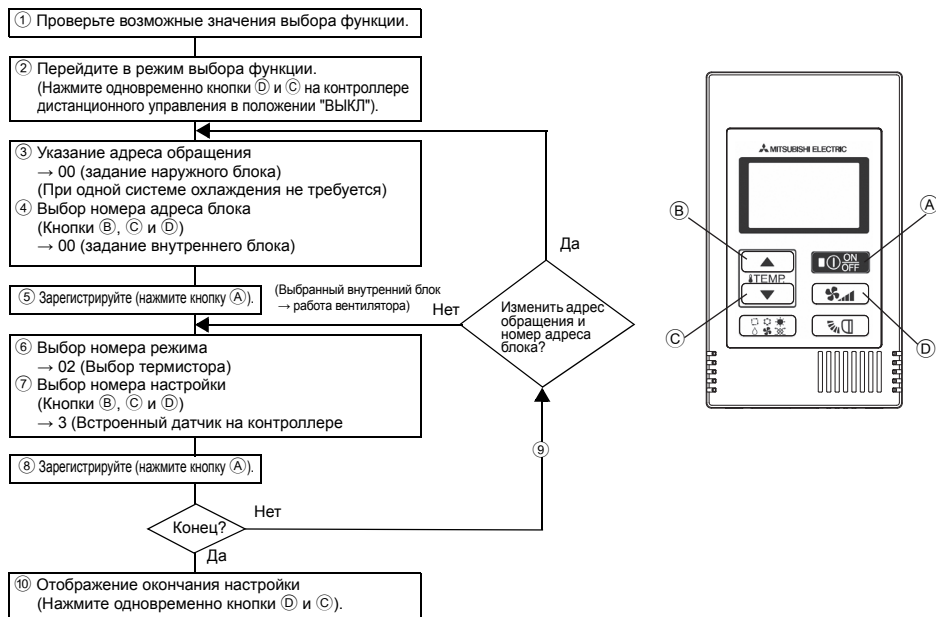 ① Проверьте возможные значения выбора функции.
② Перейдите в режим выбора функции.
(Нажмите одновременно кнопки Ⓓ и Ⓒ на контроллере
дистанционного управления в положении "ВЫКЛ").
③ Указание адреса обращения
→ 00 (задание наружного блока)
(При одной системе охлаждения не требуется)
④ Выбор номера адреса блока
(Кнопки Ⓑ, Ⓒ и Ⓓ)
→ 00 (задание внутреннего блока)
⑤ Зарегистрируйте (нажмите кнопку Ⓐ).
(Выбранный внутренний блок
→ работа вентилятора)
Нет
Да
Изменить адрес
обращения и
номер адреса
блока?
⑥ Выбор номера режима
→ 02 (Выбор термистора)
⑦ Выбор номера настройки
(Кнопки Ⓑ, Ⓒ и Ⓓ)
→ 3 (Встроенный датчик на контроллере
⑧ Зарегистрируйте (нажмите кнопку Ⓐ).
⑨
Конец?
Нет
Да
⑩ Отображение окончания настройки
(Нажмите одновременно кнопки Ⓓ и Ⓒ).
MITSUBISHI ELECTRIC
Ⓐ
Ⓑ
ON
OFF
TEMP.
Ⓒ
Ⓓ